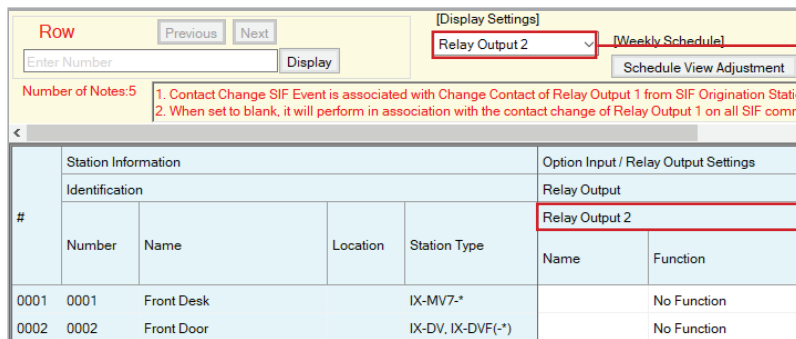 [Display Settings]
Row Previous Next
Relay Output 2 [Weekly Schedule]
Enter Number Display Schedule View Adjustment
Number of Notes:5 1. Contact Change SIF Event is associated with Change Contact of Relay Output 1 from SIF Origination Stati
2. When set to blank, it will perform in association with the contact change of Relay Output 1 on all SIF comm
<
Station Information Option Input / Relay Output Settings
Identification Relay Output
# Relay Output 2
Number Name Location Station Type Name Function
0001 0001 Front Desk IX-MV7-* No Function
0002 0002 Front Door IX-DV, IX-DVF(-*) No Function